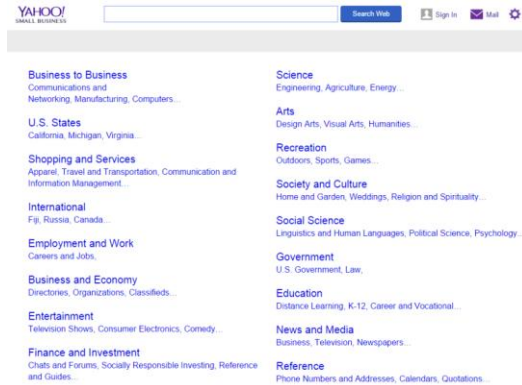 YAHOO!
SMALL BUSINESS
Search Web
Sign In
Mail
Business to Business
Communications and
Networking, Manufacturing, Computers...
U.S. States
California, Michigan, Virginia...
Shopping and Services
Apparel, Travel and Transportation, Communication and
Information Management...
International
Fiji, Russia, Canada...
Employment and Work
Careers and Jobs,
Business and Economy
Directories, Organizations, Classifieds...
Entertainment
Television Shows, Consumer Electronics, Comedy...
Finance and Investment
Chats and Forums, Socially Responsible Investing, Reference
and Guides...
Science
Engineering, Agriculture, Energy...
Arts
Design Arts, Visual Arts, Humanities...
Recreation
Outdoors, Sports, Games...
Society and Culture
Home and Garden, Weddings, Religion and Spirituality...
Social Science
Linguistics and Human Languages, Political Science, Psychology...
Government
U.S. Government, Law,
Education
Distance Learning, K-12, Career and Vocational...
News and Media
Business, Television, Newspapers...
Reference
Phone Numbers and Addresses, Calendars, Quotations...